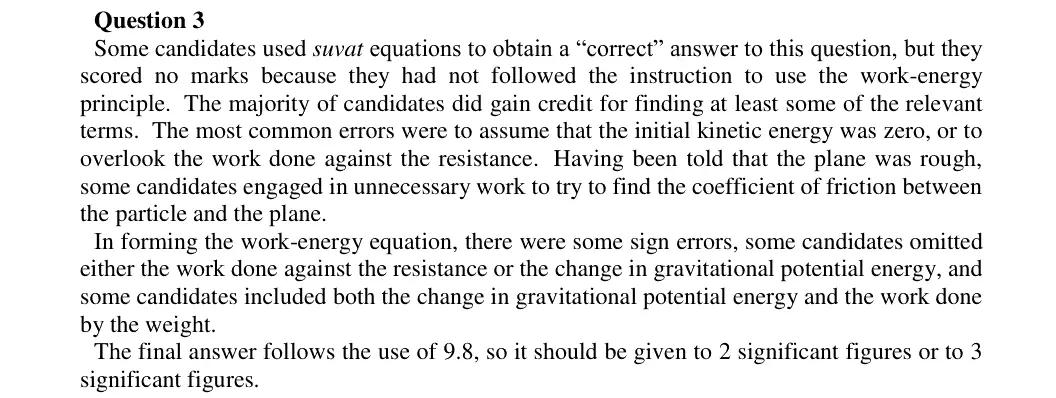 Question 3
Some candidates used suvat equations to obtain a “correct” answer to this question, but they
scored no marks because they had not followed the instruction to use the work-energy
principle. The majority of candidates did gain credit for finding at least some of the relevant
terms. The most common errors were to assume that the initial kinetic energy was zero, or to
overlook the work done against the resistance. Having been told that the plane was rough,
some candidates engaged in unnecessary work to try to find the coefficient of friction between
the particle and the plane.
In forming the work-energy equation, there were some sign errors, some candidates omitted
either the work done against the resistance or the change in gravitational potential energy, and
some candidates included both the change in gravitational potential energy and the work done
by the weight.
The final answer follows the use of 9.8, so it should be given to 2 significant figures or to 3
significant figures.